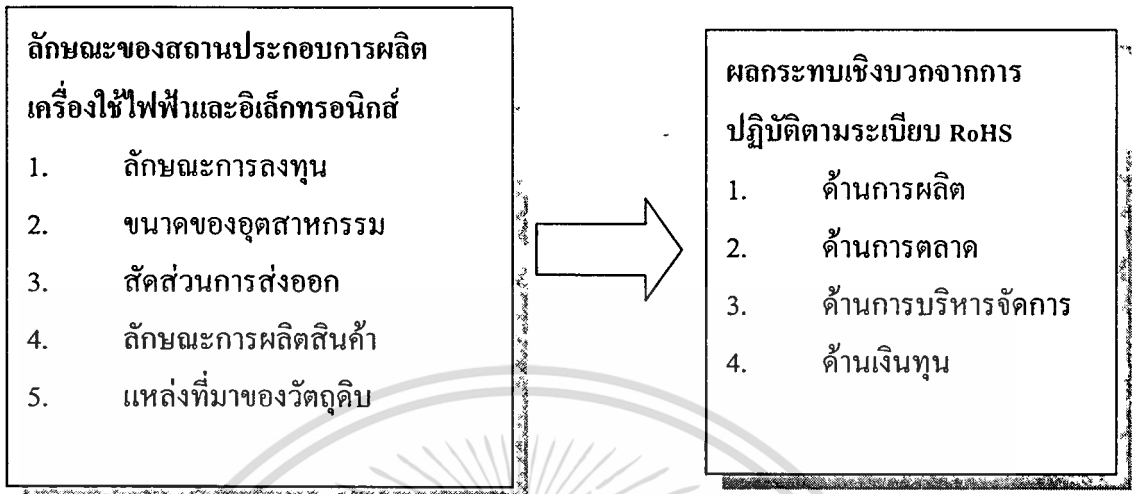 ลักษณะของสถานประกอบการผลิต
เครื่องใช้ไฟฟ้าและอิเล็กทรอนิกส์
1. ลักษณะการลงทุน
2. ขนาดของอุตสาหกรรม
3. สัดส่วนการส่งออก
4. ลักษณะการผลิตสินค้า
5. แหล่งที่มาของวัตถุดิบ
ผลกระทบเชิงบวกจากการ
ปฏิบัติตามระเบียบ RoHS
1. ด้านการผลิต
2. ด้านการตลาด
3. ด้านการบริหารจัดการ
4. ด้านเงินทุน